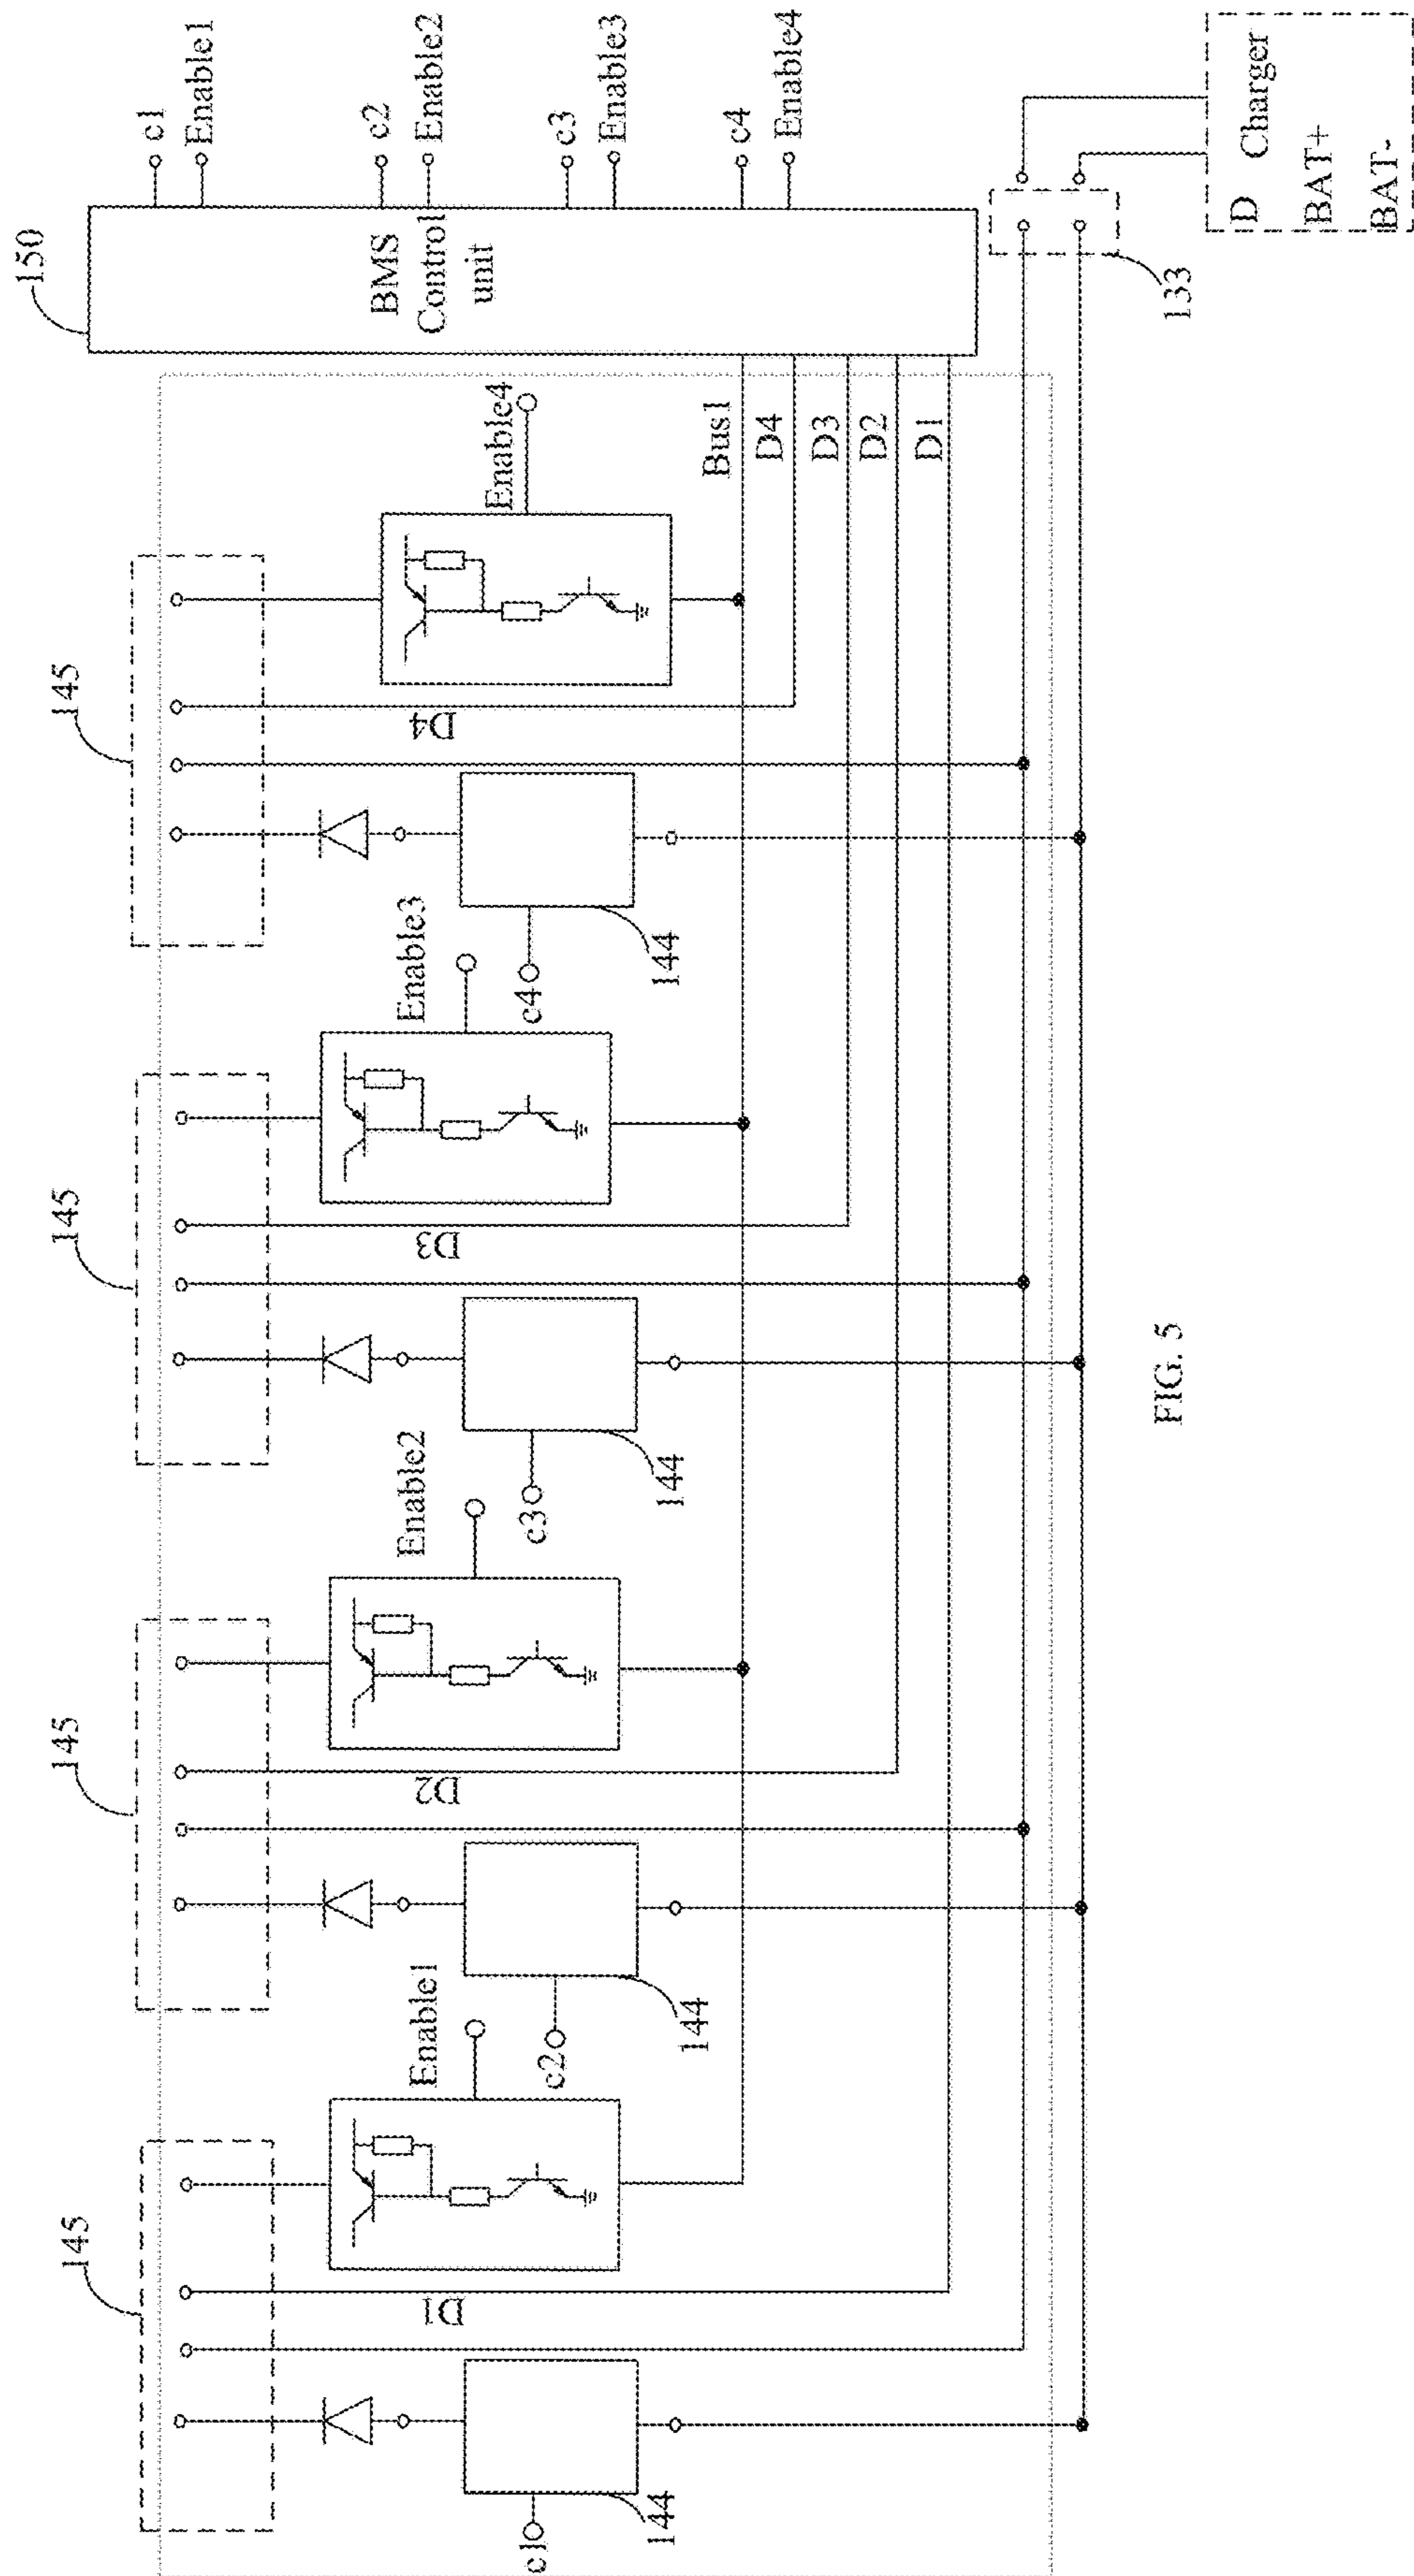 145
145
145
145
150
c1
Enable1
c2
Enable2
c3
Enable3
c4
Enable4
BMS
Control
unit
Enable1
Enable2
Enable3
Enable4
c1
c2
c3
c4
144
144
144
144
D1
D2
D3
D4
Bus1
D4
D3
D2
D1
133
D Charger
BAT+
BAT-
FIG. 5